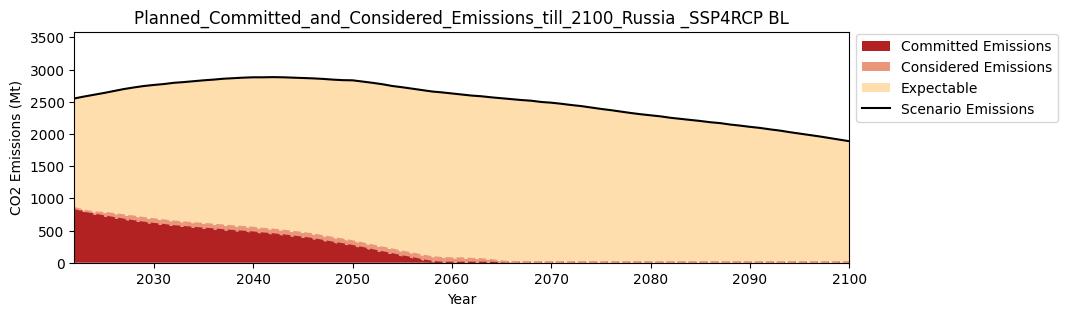 Planned_Committed_and_Considered_Emissions_till_2100_Russia _SSP4RCP BL
3500
3000
2500
2000
1500
1000
500
0
CO2 Emissions (Mt)
2030 2040 2050 2060 2070 2080 2090 2100
Year
Committed Emissions
Considered Emissions
Expectable
Scenario Emissions